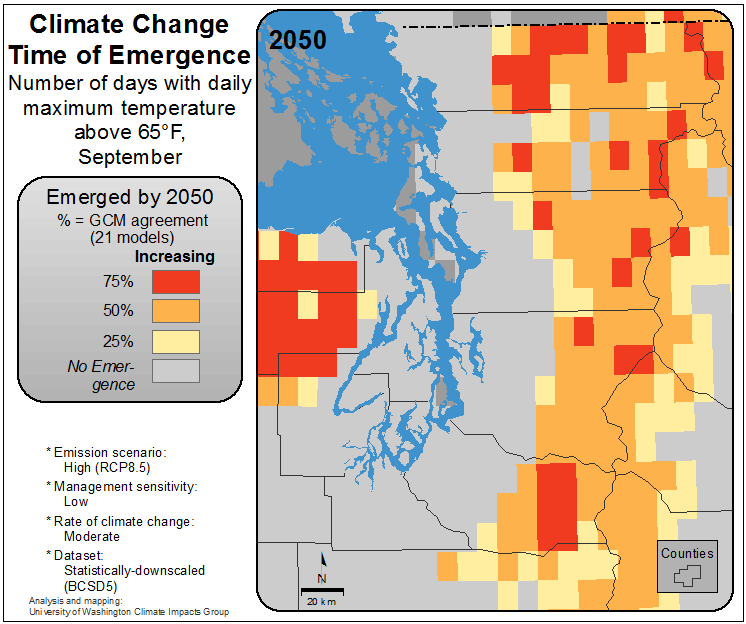 Climate Change
Time of Emergence
Number of days with daily
maximum temperature
above 65°F,
September
Emerged by 2050
% = GCM agreement
(21 models)
Increasing
75%
50%
25%
No Emer-
gence
* Emission scenario:
High (RCP8.5)
* Management sensitivity:
Low
* Rate of climate change:
Moderate
* Dataset:
Statistically-downscaled
(BCSD5)
Analysis and mapping:
University of Washington Climate Impacts Group
2050
N
20 km
Counties